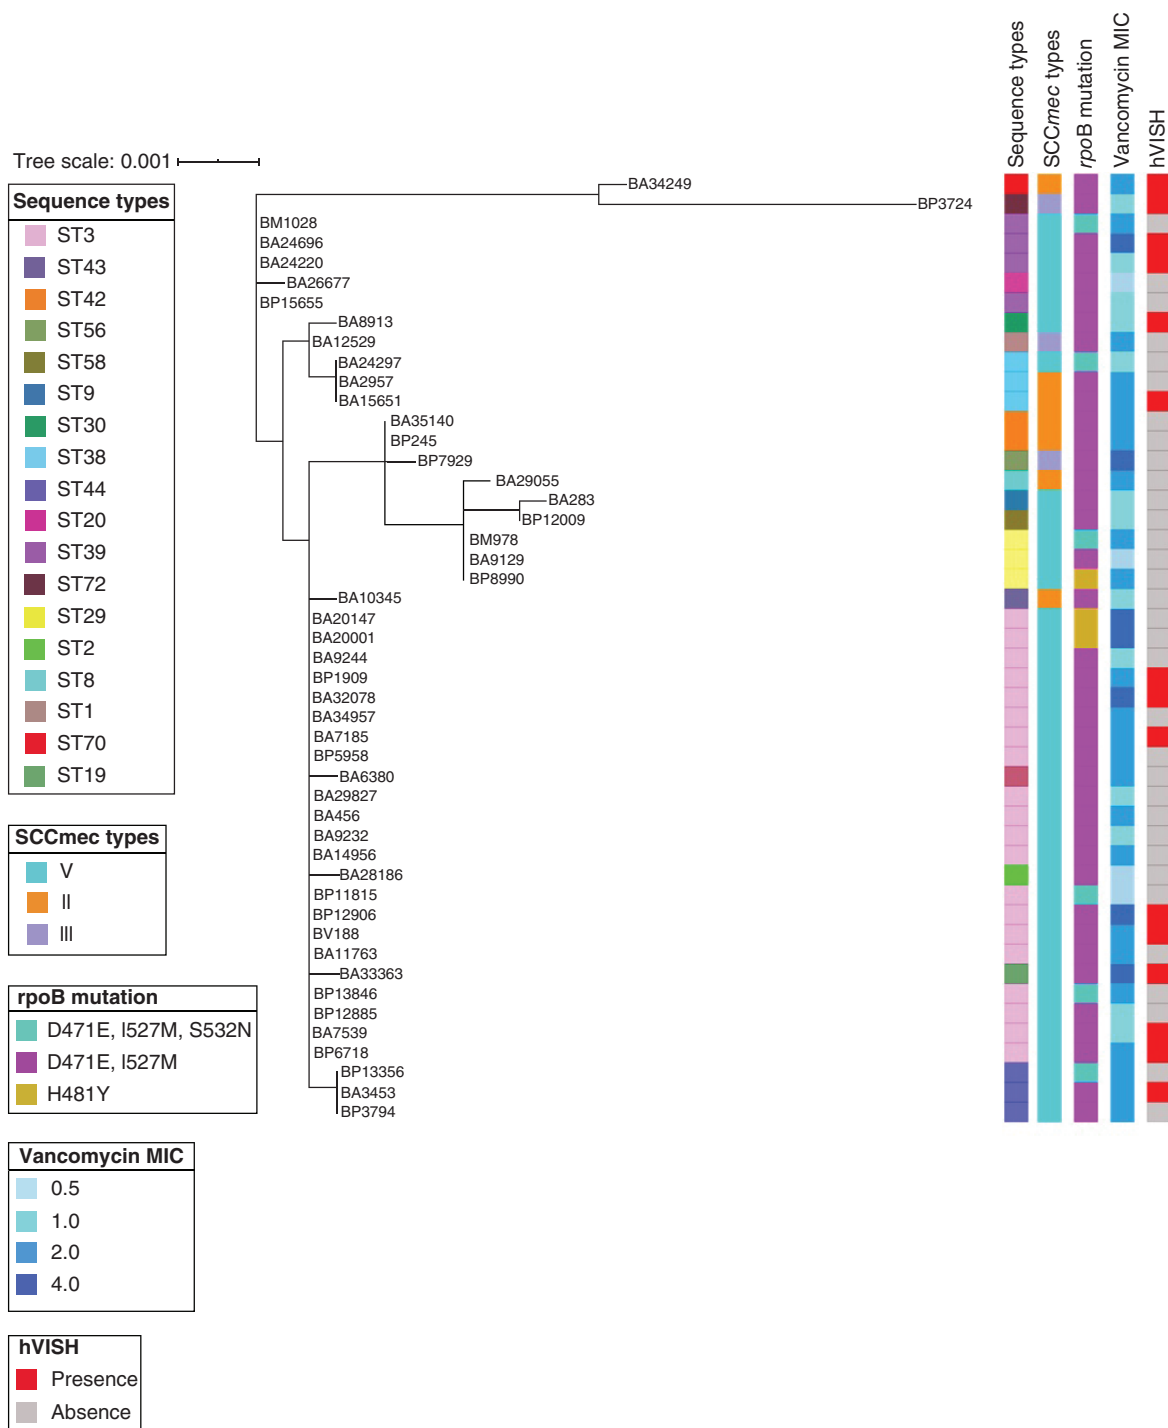 Sequence types
SCCmec types
rpoB mutation
Vancomycin MIC
hVISH
Tree scale: 0.001
Sequence types
ST3
ST43
ST42
ST56
ST58
ST9
ST30
ST38
ST44
ST20
ST39
ST72
ST29
ST2
ST8
ST1
ST70
ST19
SCCmec types
V
II
III
rpoB mutation
D471E, I527M, S532N
D471E, I527M
H481Y
Vancomycin MIC
0.5
1.0
2.0
4.0
hVISH
Presence
Absence
BA34249
BP3724
BM1028
BA24696
BA24220
BA26677
BP15655
BA8913
BA12529
BA24297
BA2957
BA15651
BA35140
BP245
BP7929
BA29055
BA283
BP12009
BM978
BA9129
BP8990
BA10345
BA20147
BA20001
BA9244
BP1909
BA32078
BA34957
BA7185
BP5958
BA6380
BA29827
BA456
BA9232
BA14956
BA28186
BP11815
BP12906
BV188
BA11763
BA33363
BP13846
BP12885
BA7539
BP6718
BP13356
BA3453
BP3794